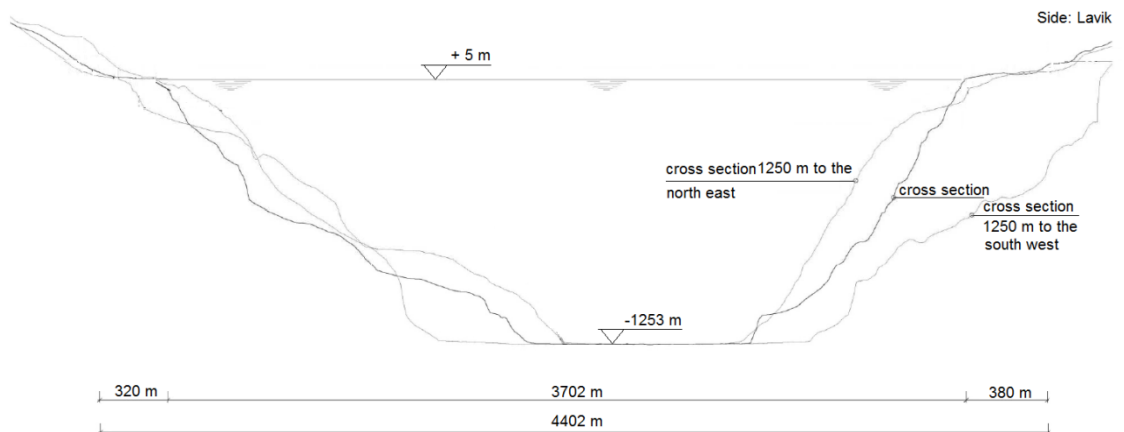 Side: Lavik
+ 5 m
cross section 1250 m to the
north east
cross section
cross section
1250 m to the
south west
-1253 m
320 m
3702 m
380 m
4402 m